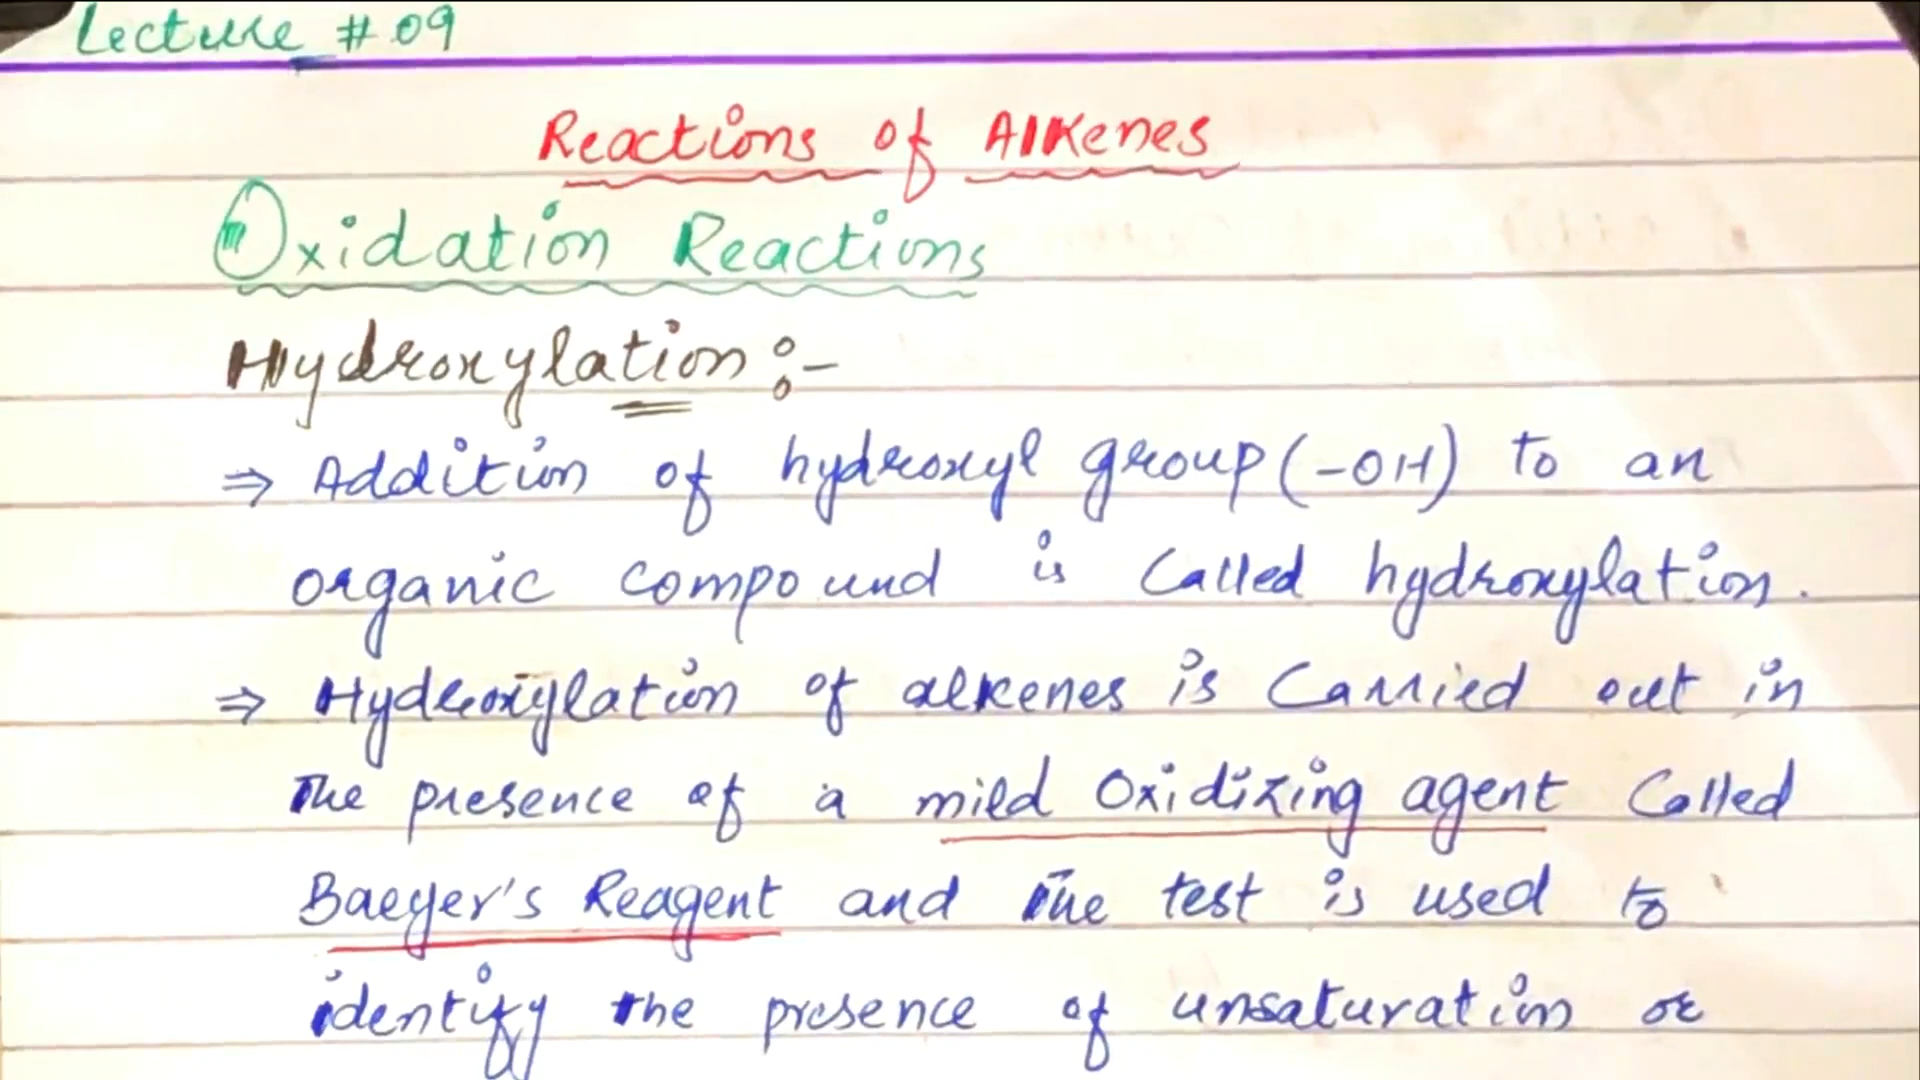 Lecture # 09
Reactions of Alkenes
Oxidation Reactions
Hydroxylation :-
⇒ Addition of hydroxyl group (-OH) to an
organic compound is Called hydroxylation.
⇒ Hydroxylation of alkenes is Carried out in
the presence of a mild Oxidizing agent Called
Baeyer's Reagent and the test is used to
identify the presence of unsaturation or